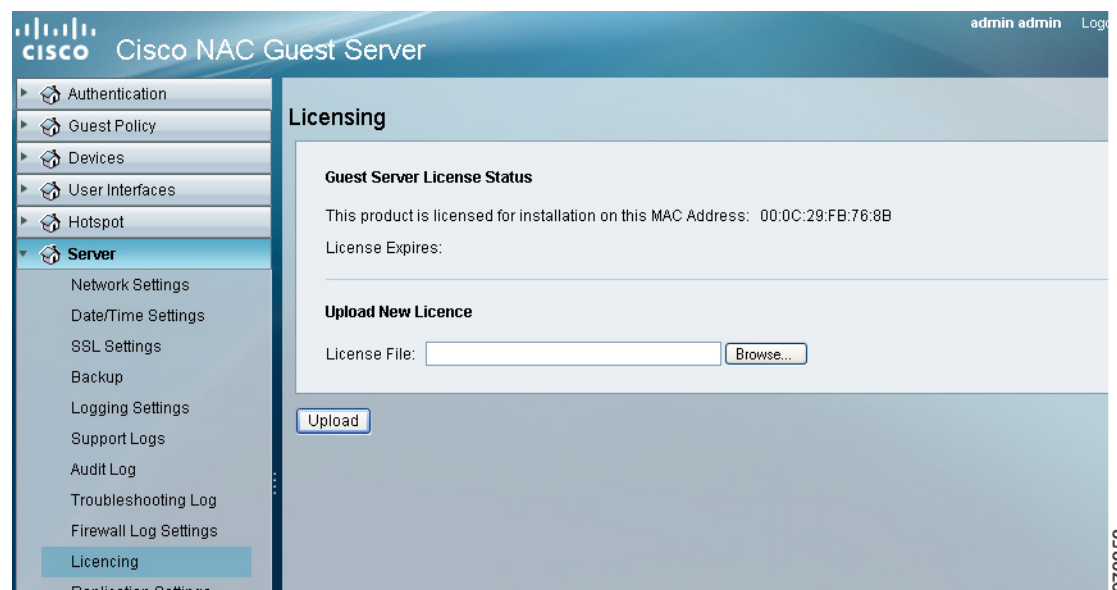 admin admin
CISCO Cisco NAC Guest Server
Authentication
Guest Policy
Devices
User Interfaces
Hotspot
Server
Network Settings
Date/Time Settings
SSL Settings
Backup
Logging Settings
Support Logs
Audit Log
Troubleshooting Log
Firewall Log Settings
Licencing
Licensing
Guest Server License Status
This product is licensed for installation on this MAC Address: 00:0C:29:FB:76:8B
License Expires:
Upload New Licence
License File: Browse...
Upload